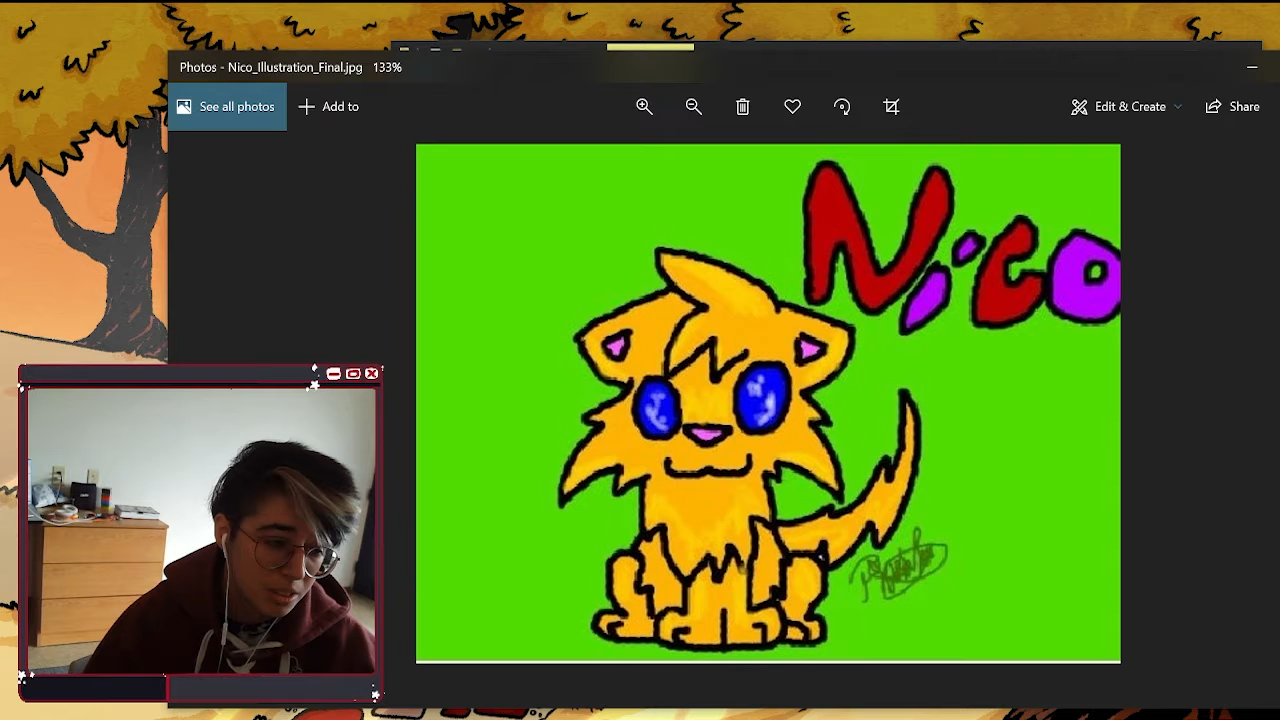 Photos - Nico_Illustration_Final.jpg 133%
See all photos
Add to
Edit & Create
Share
Nico